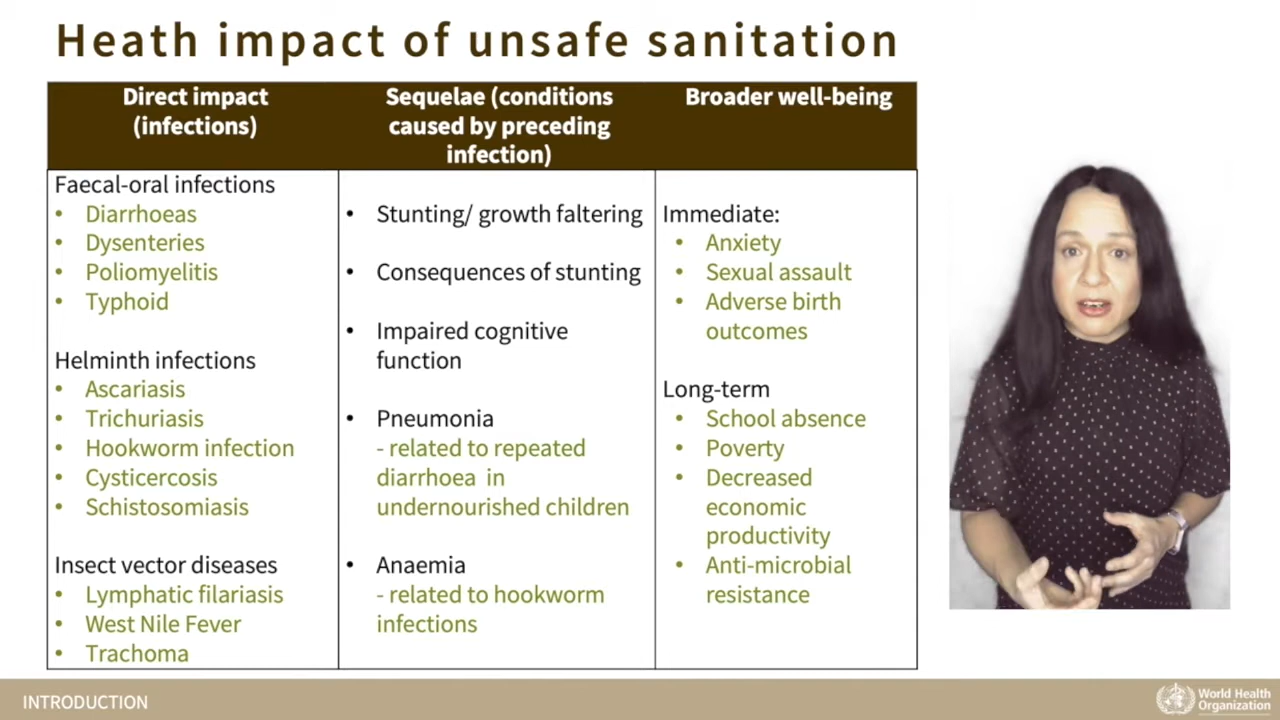 Heath impact of unsafe sanitation
Direct impact
(infections)
Sequelae (conditions
caused by preceding
infection)
Broader well-being
Faecal-oral infections
• Diarrhoeas
• Dysenteries
• Poliomyelitis
• Typhoid
Helminth infections
• Ascariasis
• Trichuriasis
• Hookworm infection
• Cysticercosis
• Schistosomiasis
Insect vector diseases
• Lymphatic filariasis
• West Nile Fever
• Trachoma
• Stunting/ growth faltering
• Consequences of stunting
• Impaired cognitive
function
• Pneumonia
- related to repeated
diarrhoea in
undernourished children
• Anaemia
- related to hookworm
infections
Immediate:
• Anxiety
• Sexual assault
• Adverse birth
outcomes
Long-term
• School absence
• Poverty
• Decreased
economic
productivity
• Anti-microbial
resistance
INTRODUCTION
World Health
Organization